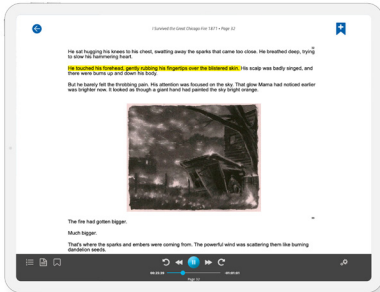 I Survived the Great Chicago Fire 1871 • Page 53
He sat hugging his knees to his chest, swatting away the sparks that came too close. He breathed deep, trying
to slow his hammering heart.
He touched his forehead, gently rubbing his fingertips over the blistered skin. His scalp was badly singed, and
there were burns up and down his body.
But he barely felt the throbbing pain. His attention was focused on the sky. That glow Mama had noticed earlier
was brighter now. It looked as though a giant hand had painted the sky bright orange.
The fire had gotten bigger.
Much bigger.
That's where the sparks and embers were coming from. The powerful wind was scattering them like burning
dandelion seeds.